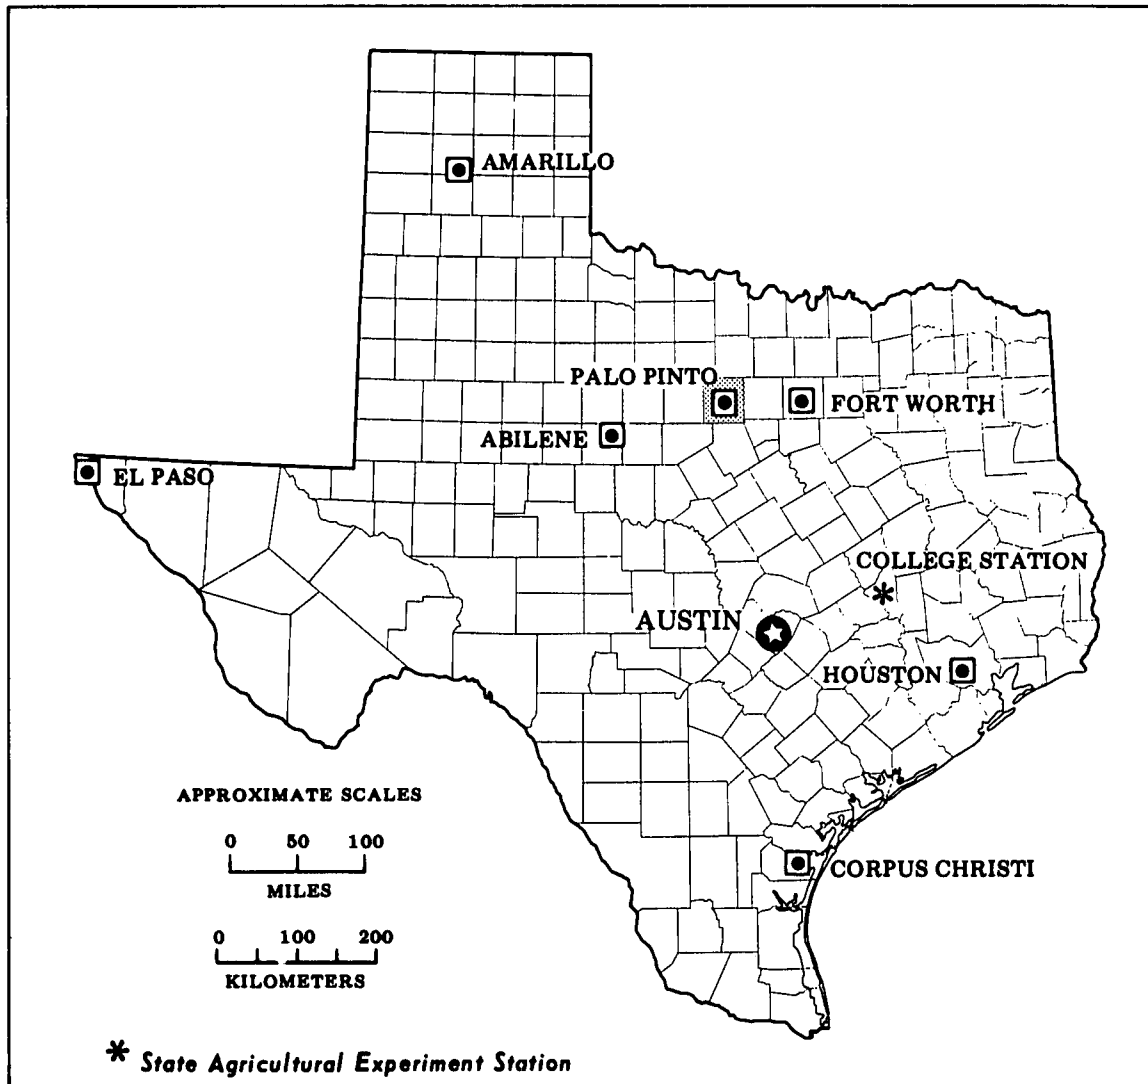 AMARILLO
PALO PINTO
FORT WORTH
ABILENE
EL PASO
COLLEGE STATION
AUSTIN
HOUSTON
APPROXIMATE SCALES
0 50 100
MILES
CORPUS CHRISTI
0 100 200
KILOMETERS
* State Agricultural Experiment Station